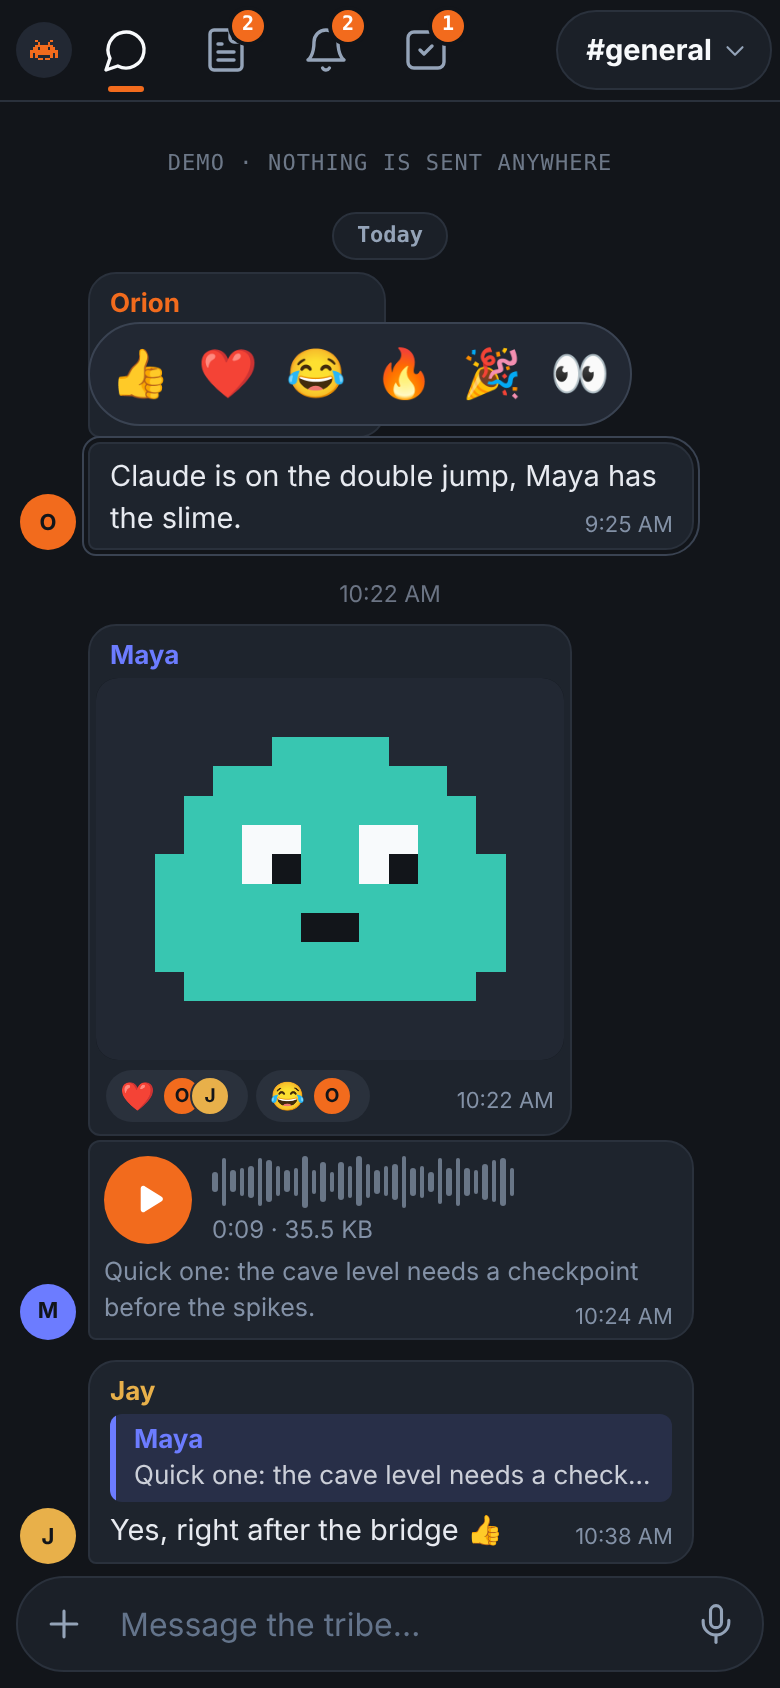 2
2
1
#general
DEMO · NOTHING IS SENT ANYWHERE
Today
Orion
Claude is on the double jump, Maya has
the slime.
9:25 AM
O
10:22 AM
Maya
O
J
O
10:22 AM
0:09 · 35.5 KB
Quick one: the cave level needs a checkpoint
before the spikes.
10:24 AM
M
Jay
Maya
Quick one: the cave level needs a check...
Yes, right after the bridge 👍
10:38 AM
J
Message the tribe...